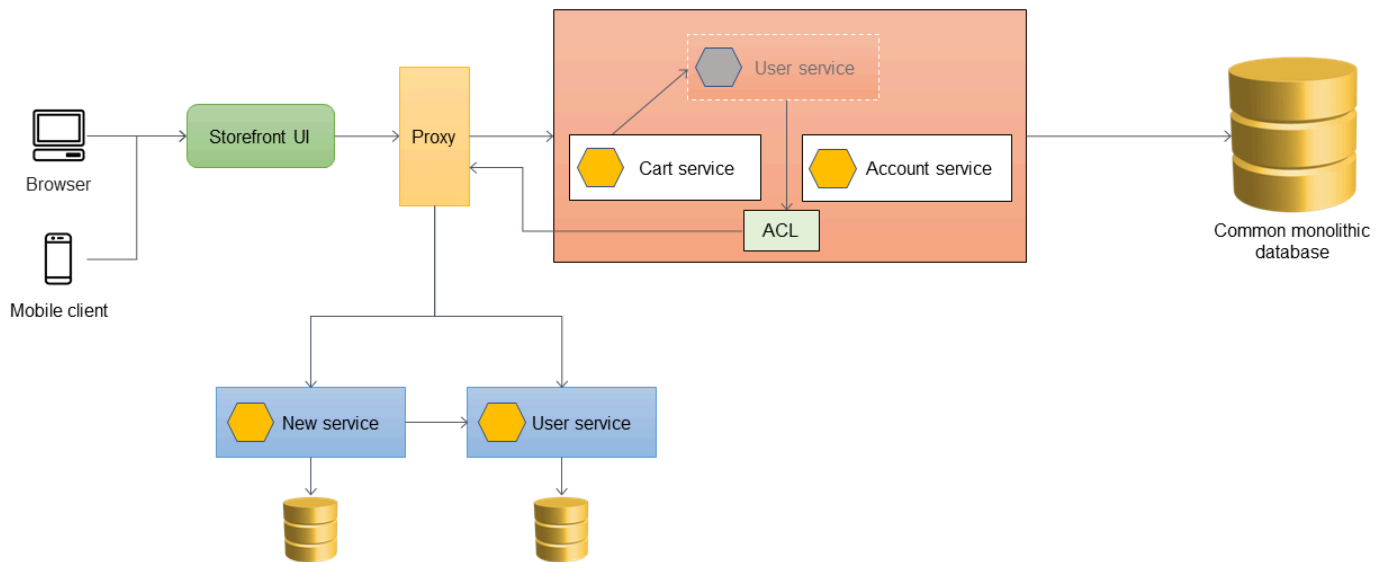 User service
Storefront UI
Proxy
Browser
Cart service
Account service
ACL
Common monolithic
database
Mobile client
New service
User service